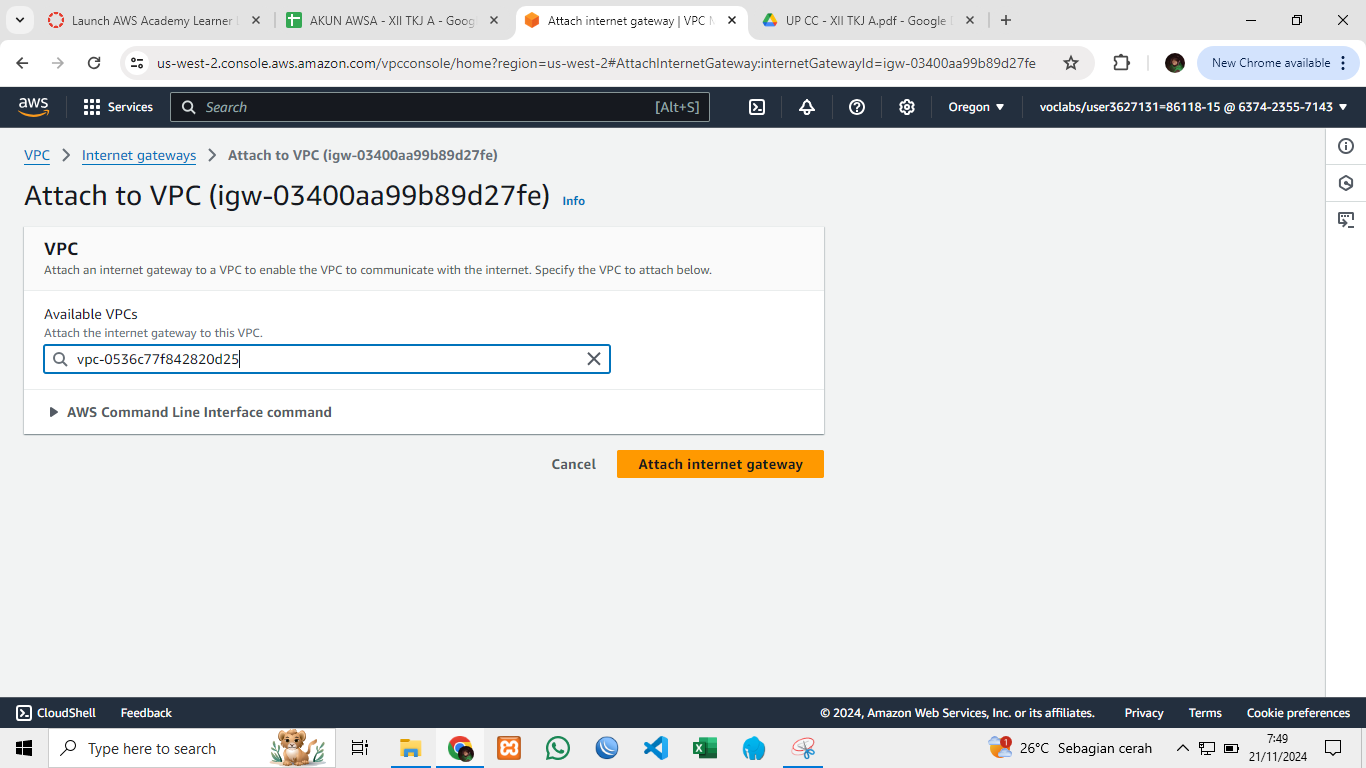 Launch AWS Academy Learner
AKUN AWSA - XII TKJ A - Goog
Attach internet gateway | VPC M
UP CC - XII TKJ A.pdf - Google
us-west-2.console.aws.amazon.com/vpcconsole/home?region=us-west-2#AttachInternetGateway:internetGatewayId=igw-03400aa99b89d27fe
New Chrome available
aws
Services
Search
[Alt+S]
Oregon
voclabs/user3627131=86118-15 @ 6374-2355-7143
VPC
Internet gateways
Attach to VPC (igw-03400aa99b89d27fe)
Attach to VPC (igw-03400aa99b89d27fe)
Info
VPC
Attach an internet gateway to a VPC to enable the VPC to communicate with the internet. Specify the VPC to attach below.
Available VPCs
Attach the internet gateway to this VPC.
vpc-0536c77f842820d25
AWS Command Line Interface command
Cancel
Attach internet gateway
CloudShell
Feedback
© 2024, Amazon Web Services, Inc. or its affiliates.
Privacy
Terms
Cookie preferences
Type here to search
1
26°C
Sebagian cerah
7:49
21/11/2024